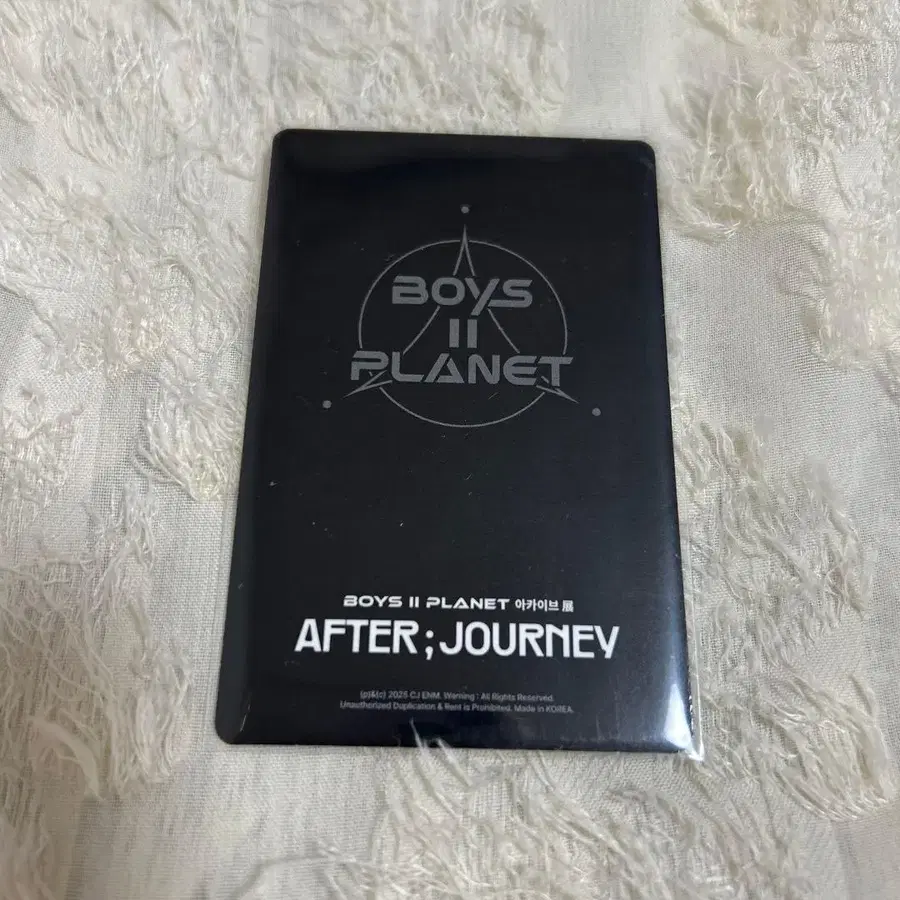 BOYS
II
PLANET
BOYS II PLANET 아카이브 展
AFTER ; JOURNEY
(p)&(c) 2025 CJ ENM. Warning : All Rights Reserved.
Unauthorized Duplication & Rent is Prohibited. Made in KOREA.